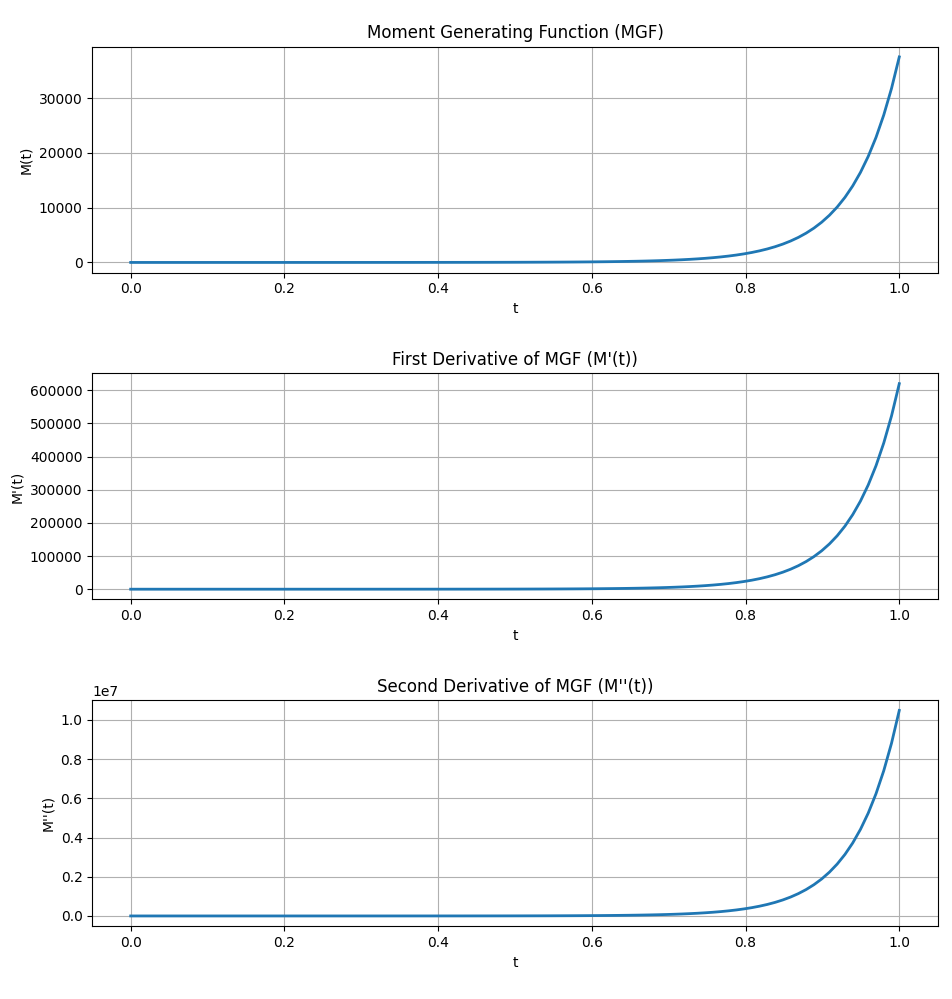 Moment Generating Function (MGF)
30000
20000
10000
0
M(t)
0.0 0.2 0.4 0.6 0.8 1.0
t
First Derivative of MGF (M'(t))
600000
500000
400000
300000
200000
100000
0
M'(t)
0.0 0.2 0.4 0.6 0.8 1.0
t
Second Derivative of MGF (M''(t))
1e7
1.0
0.8
0.6
0.4
0.2
0.0
M''(t)
0.0 0.2 0.4 0.6 0.8 1.0
t